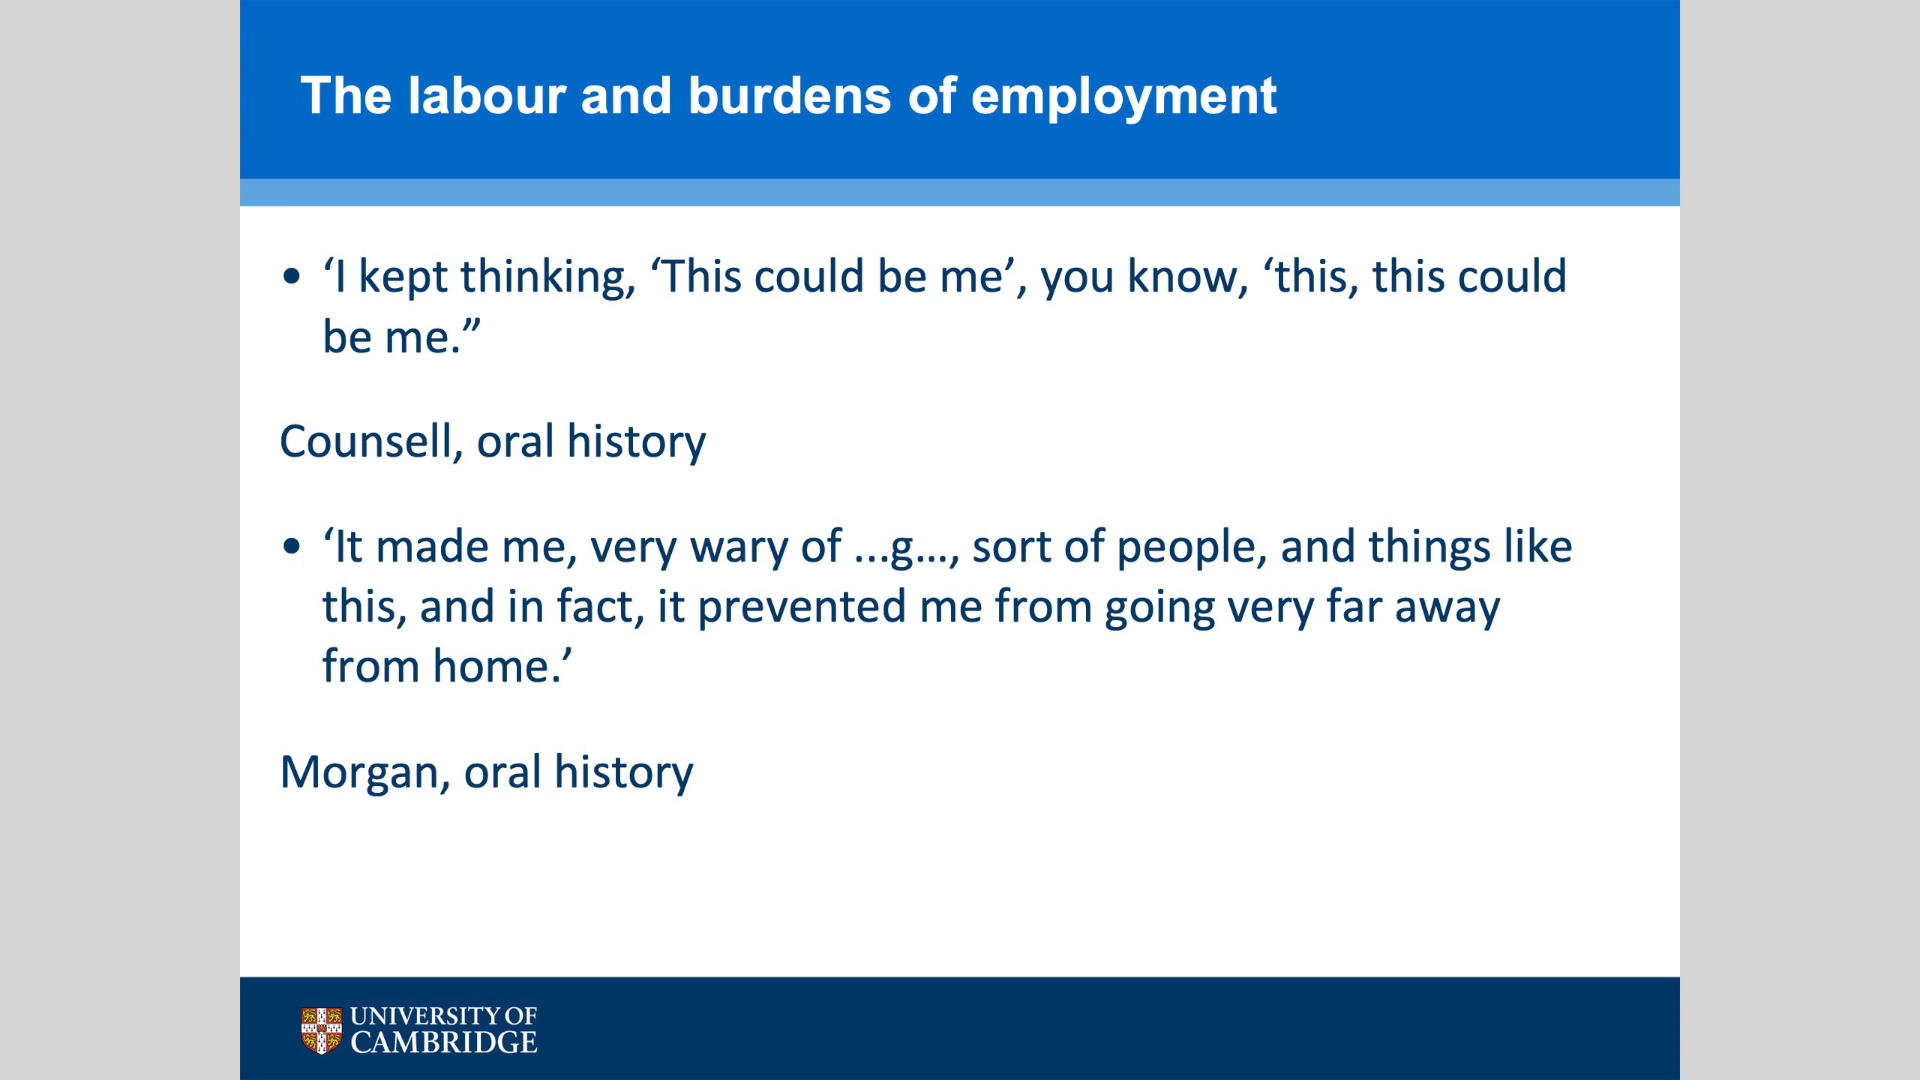 The labour and burdens of employment
• ‘I kept thinking, ‘This could be me’, you know, ‘this, this could
be me.”
Counsell, oral history
• ‘It made me, very wary of ...g..., sort of people, and things like
this, and in fact, it prevented me from going very far away
from home.’
Morgan, oral history
UNIVERSITY OF
CAMBRIDGE